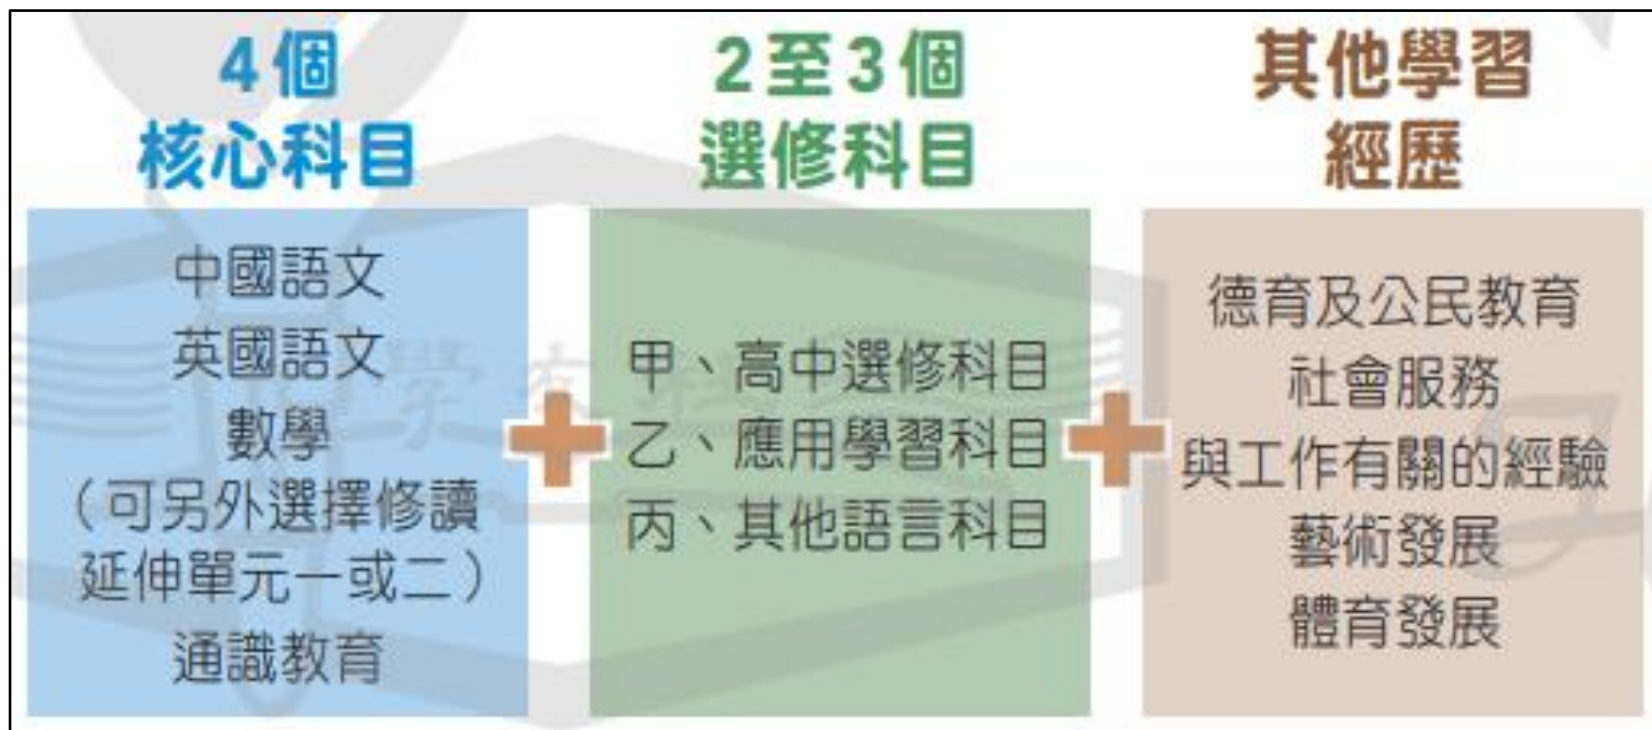 4個
核心科目
中國語文
英國語文
數學
（可另外選擇修讀
延伸單元一或二）
通識教育
2至3個
選修科目
甲、高中選修科目
乙、應用學習科目
丙、其他語言科目
其他學習
經歷
德育及公民教育
社會服務
與工作有關的經驗
藝術發展
體育發展